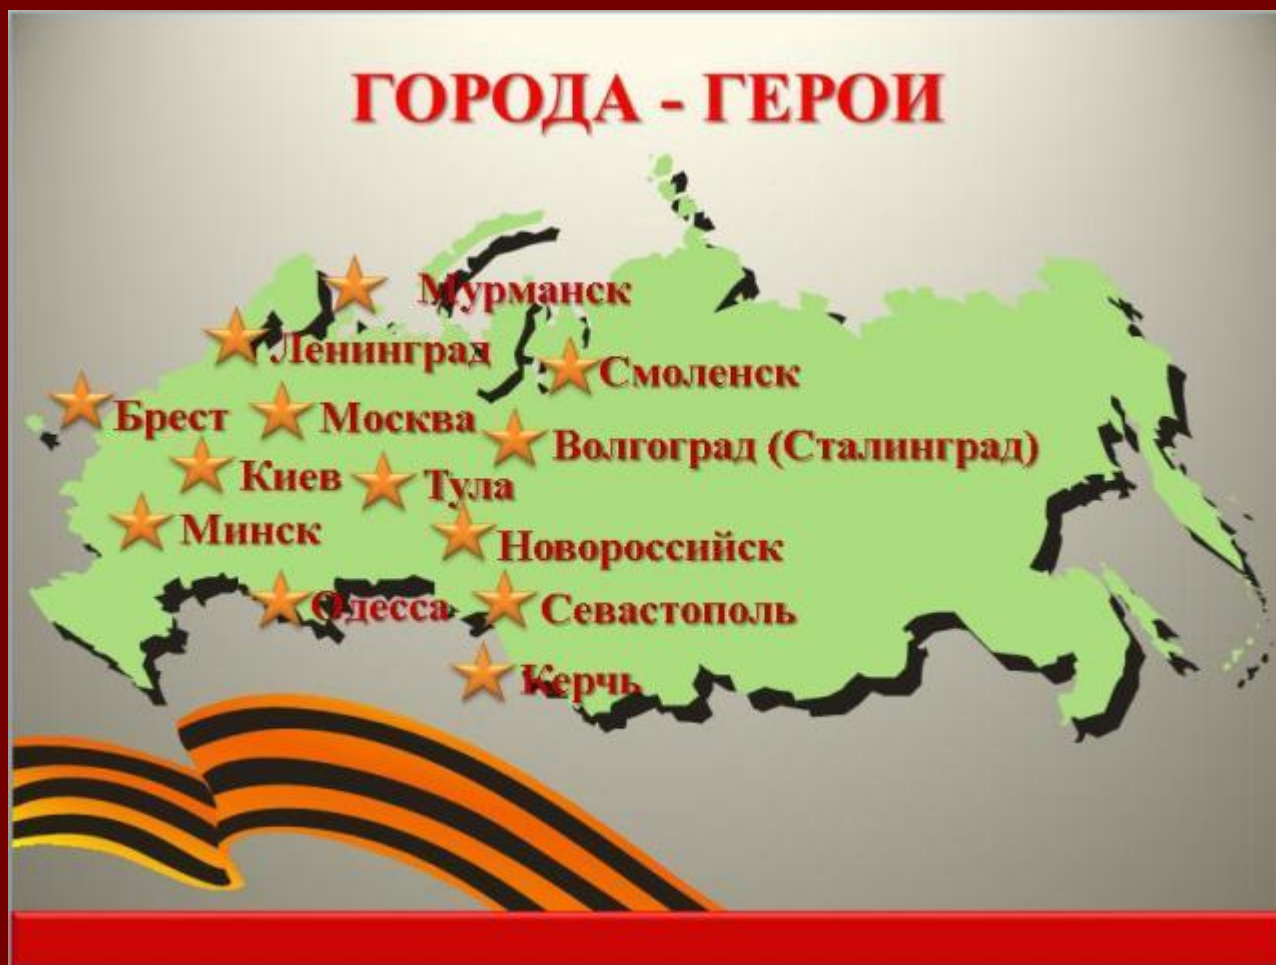 ГОРОДА - ГЕРОИ
Мурманск
Ленинград
Смоленск
Брест
Москва
Волгоград (Сталинград)
Киев
Тула
Минск
Новороссийск
Одесса
Севастополь
Керчь